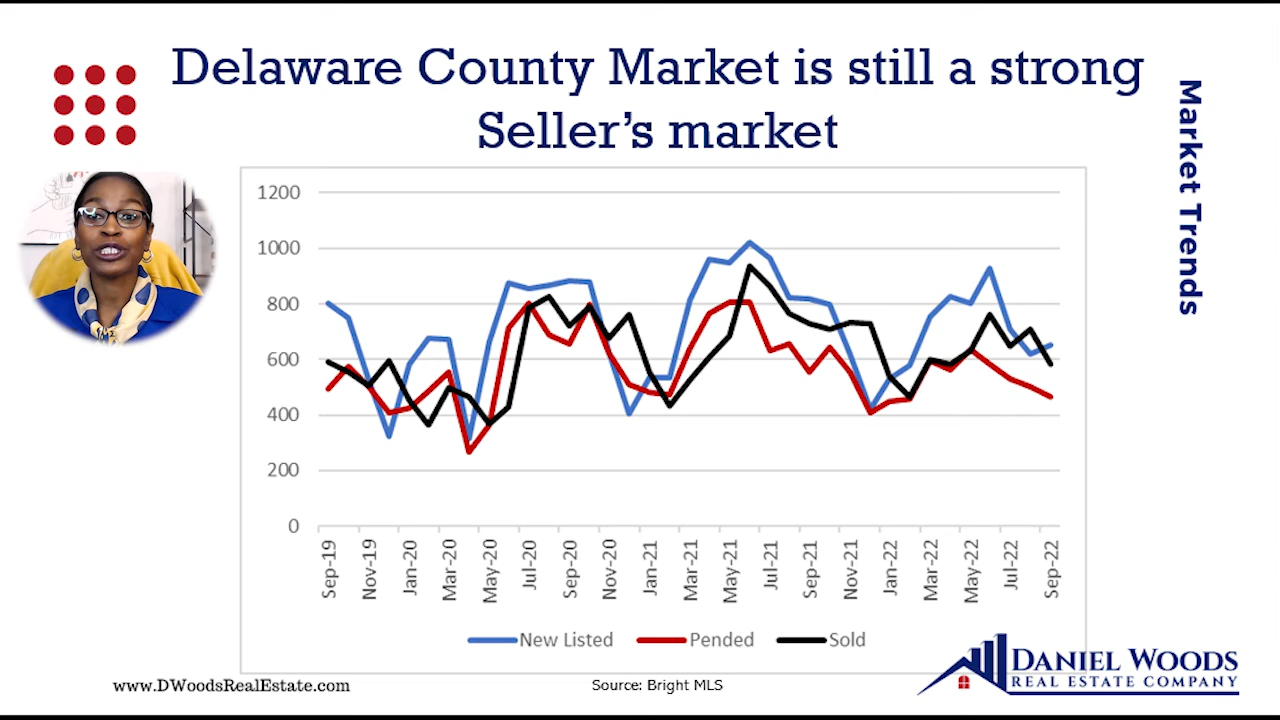 Delaware County Market is still a strong
Seller’s market
Market Trends
1200
1000
800
600
400
200
0
Sep-19
Nov-19
Jan-20
Mar-20
May-20
Jul-20
Sep-20
Nov-20
Jan-21
Mar-21
May-21
Jul-21
Sep-21
Nov-21
Jan-22
Mar-22
May-22
Jul-22
Sep-22
New Listed
Pended
Sold
www.DWoodsRealEstate.com
Source: Bright MLS
DANIEL WOODS
REAL ESTATE COMPANY